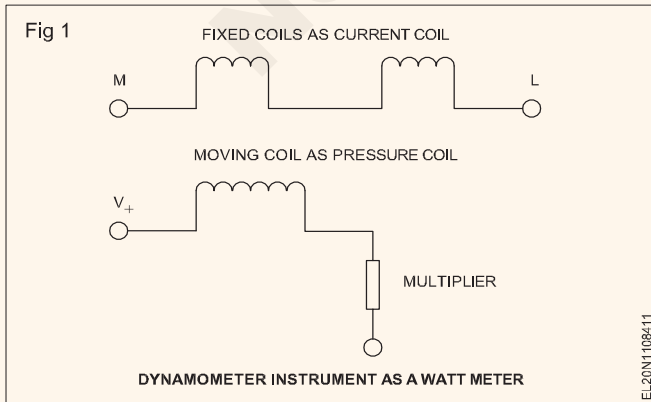 Fig 1
FIXED COILS AS CURRENT COIL
M
L
MOVING COIL AS PRESSURE COIL
V+
MULTIPLIER
DYNAMOMETER INSTRUMENT AS A WATT METER
EL20N1108411